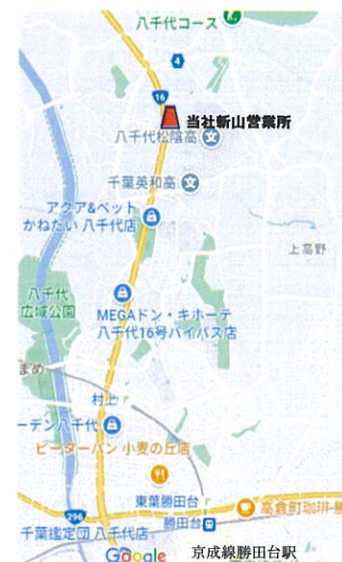 八千代コース
4
16
当社新山営業所
八千代松陰高
千葉英和高
アクア&ペット
かねだい 八千代店
上高野
八千代
広域公園
MEGAドン・キホーテ
八千代16号バイパス店
まめ
村上
ーデン八千代
ピーターパン 小麦の丘店
東葉勝田台
高倉町珈琲-勝
296
勝田台
千葉鑑定団 八千代店
Google
京成線勝田台駅